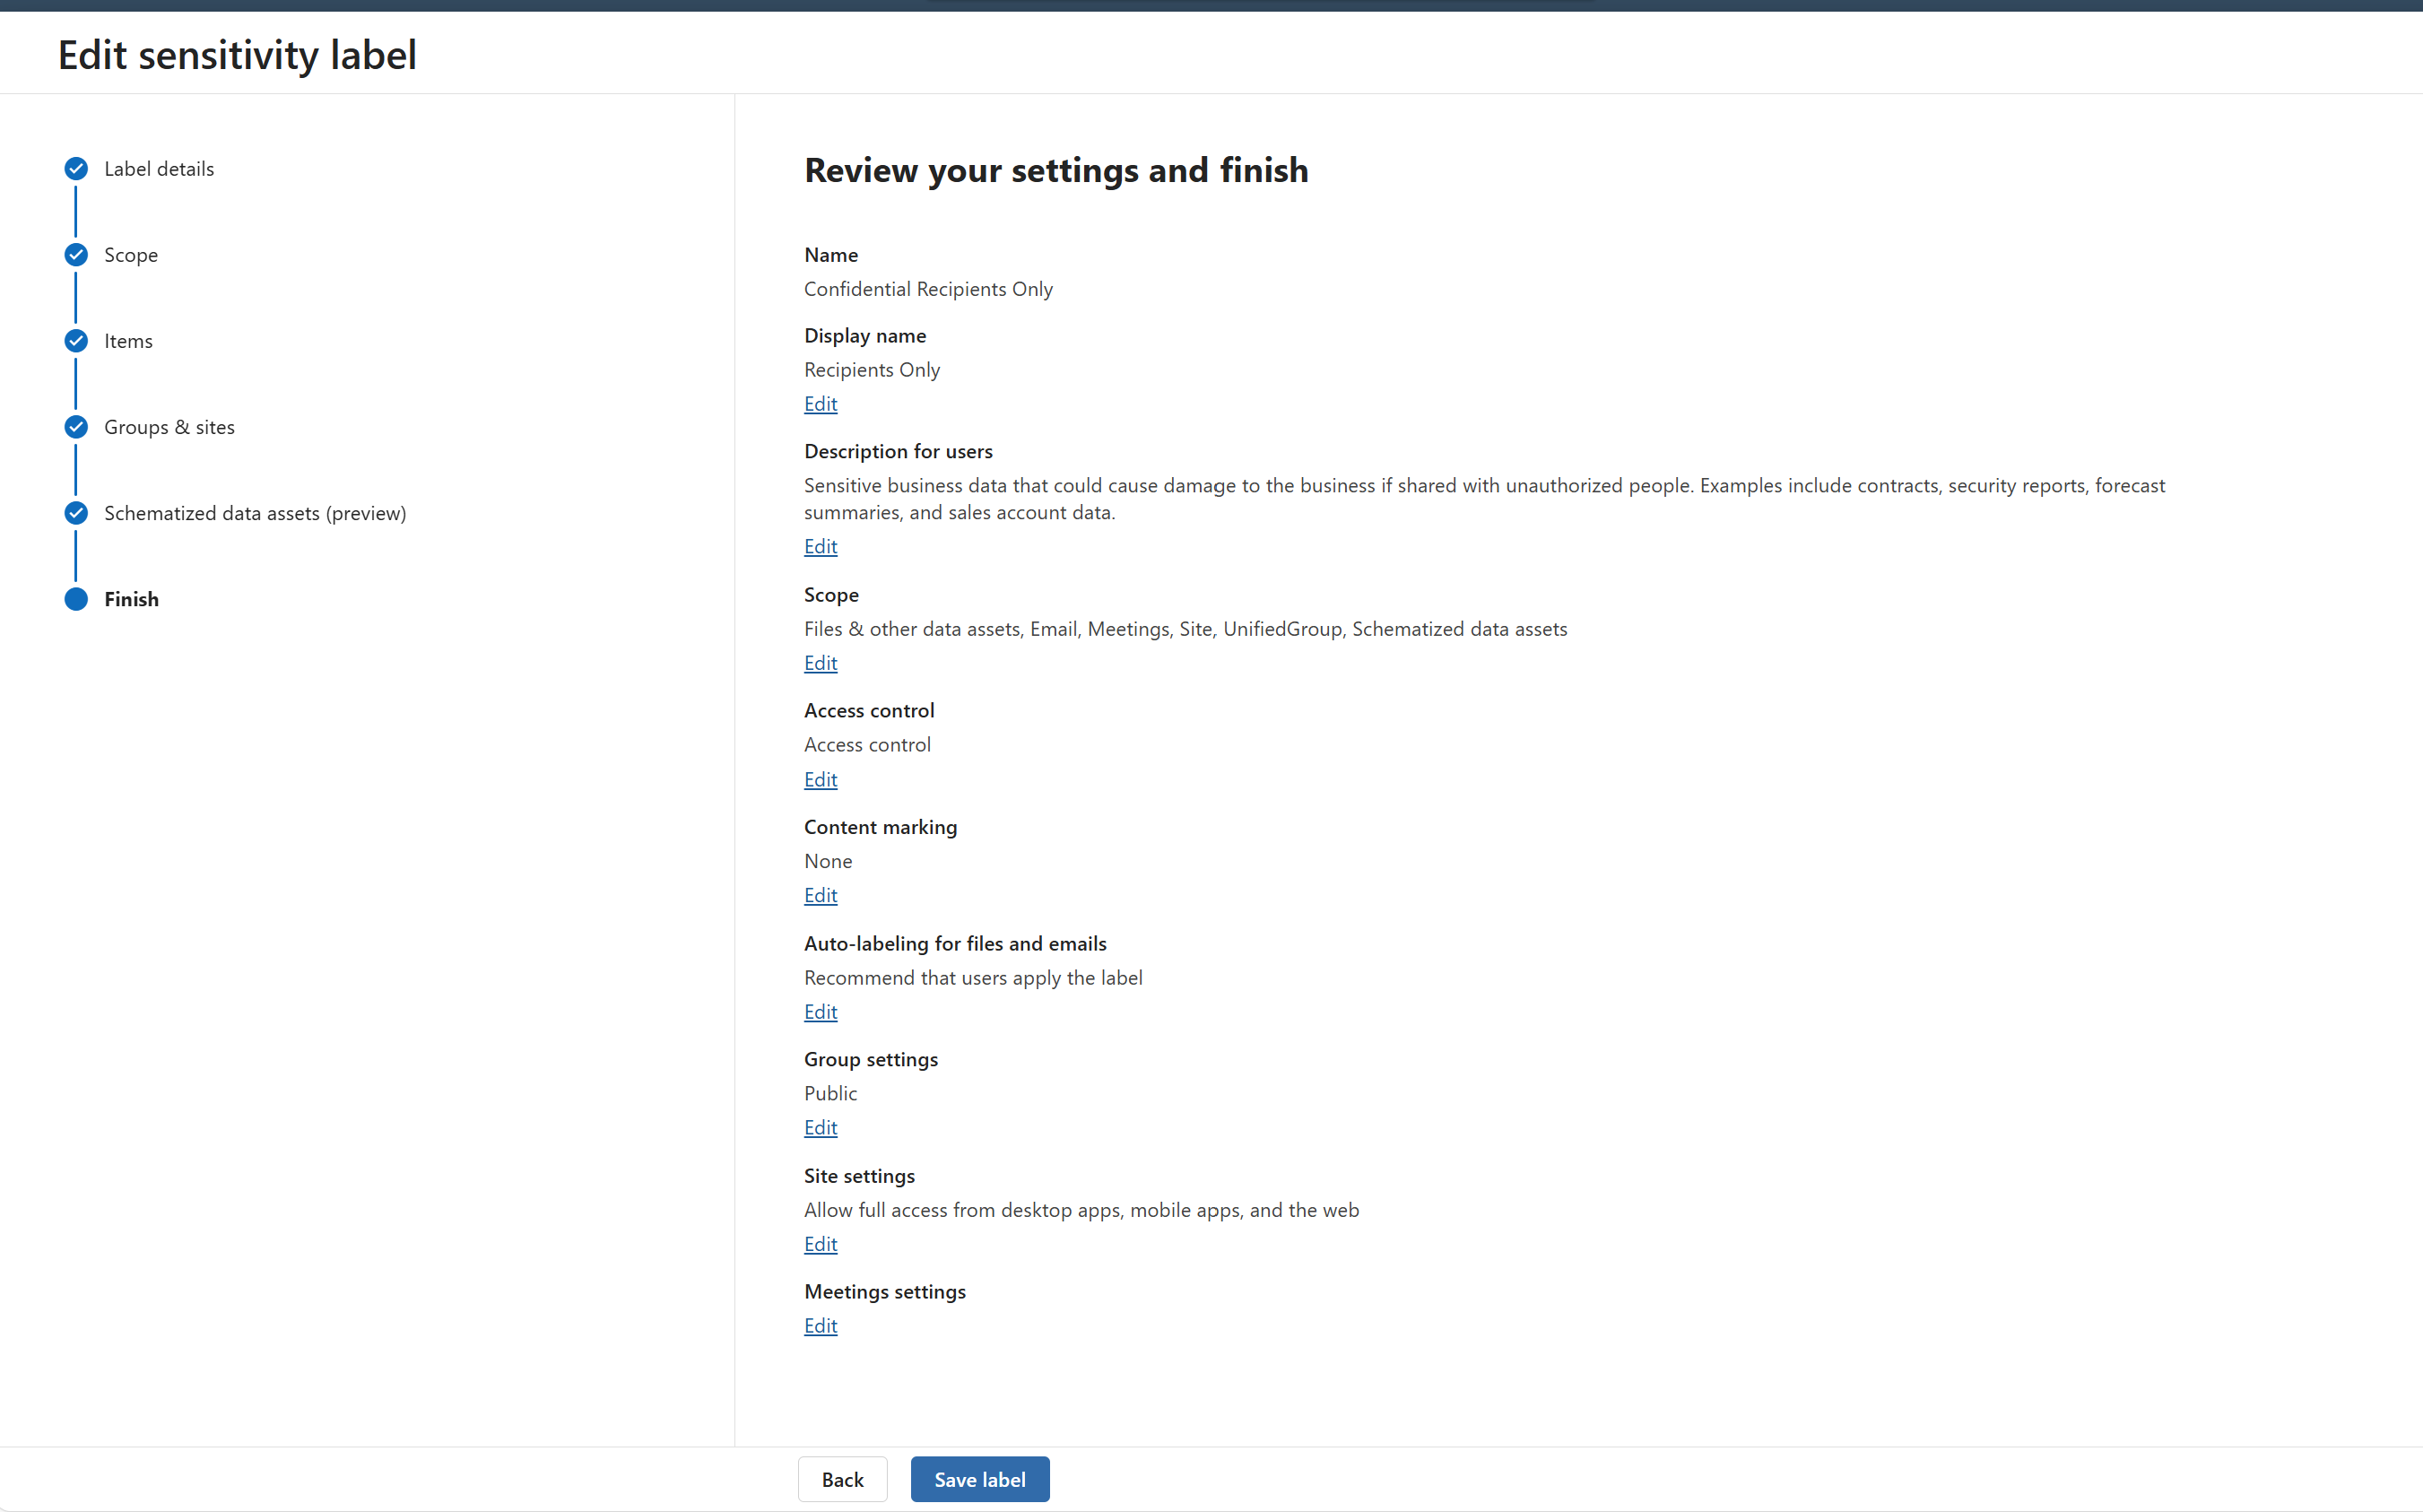 Edit sensitivity label
Label details
Scope
Items
Groups & sites
Schematized data assets (preview)
Finish
Review your settings and finish
Name
Confidential Recipients Only
Display name
Recipients Only
Edit
Description for users
Sensitive business data that could cause damage to the business if shared with unauthorized people. Examples include contracts, security reports, forecast
summaries, and sales account data.
Edit
Scope
Files & other data assets, Email, Meetings, Site, UnifiedGroup, Schematized data assets
Edit
Access control
Access control
Edit
Content marking
None
Edit
Auto-labeling for files and emails
Recommend that users apply the label
Edit
Group settings
Public
Edit
Site settings
Allow full access from desktop apps, mobile apps, and the web
Edit
Meetings settings
Edit
Back
Save label